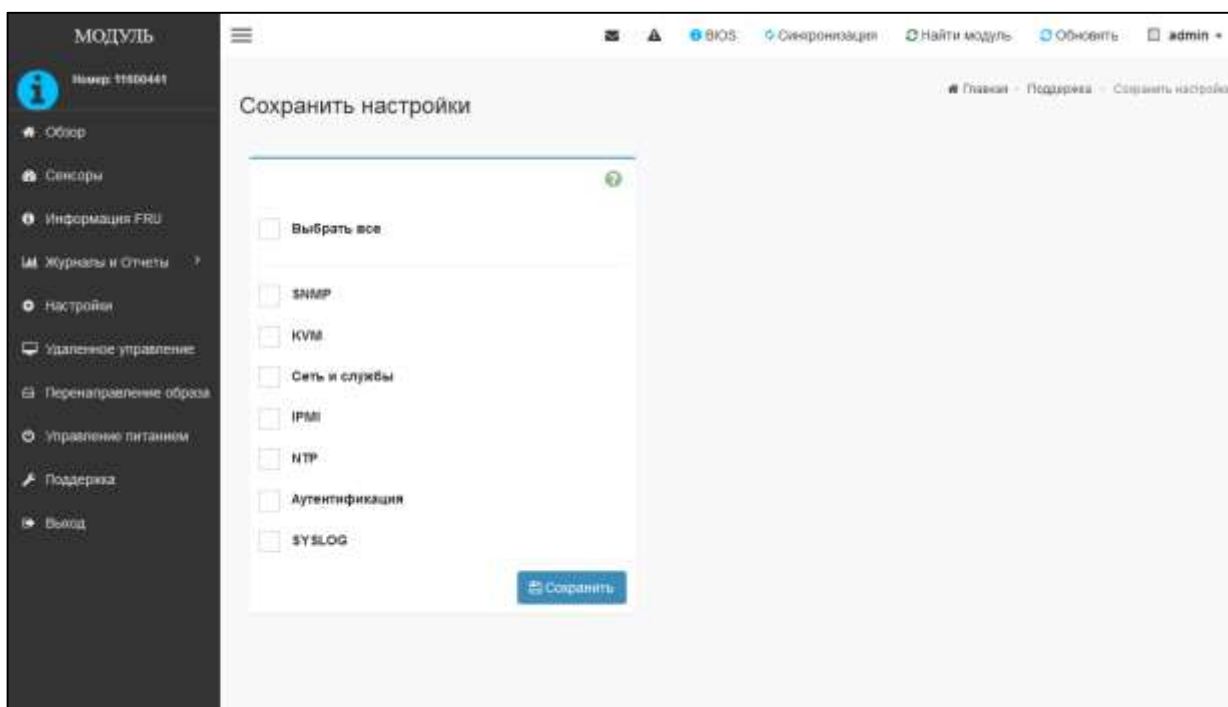 МОДУЛЬ
BIOS
Синхронизация
Найти модуль
Обновить
admin
Номер: 11600441
Главная
Поддержка
Сохранить настройки
Сохранить настройки
Обзор
Сенсоры
Информация FRU
Журналы и Отчеты
Настройки
Удаленное управление
Перенаправление образа
Управление питанием
Поддержка
Выход
Выбрать все
SNMP
KVM
Сеть и службы
IPMI
NTP
Аутентификация
SYSLOG
Сохранить